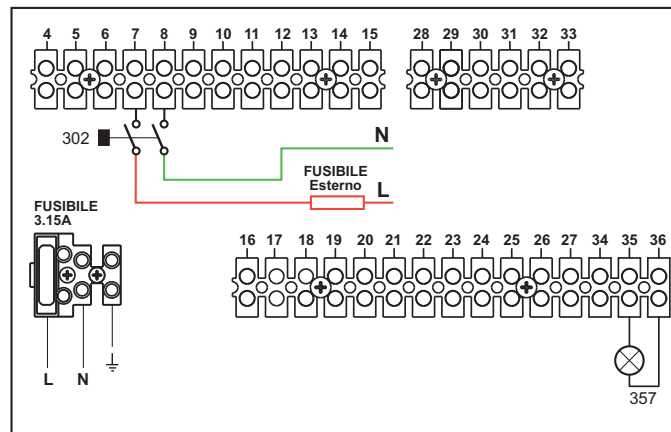 4 5 6 7 8 9 10 11 12 13 14 15 28 29 30 31 32 33
302
N
FUSIBILE
Esterno
L
FUSIBILE
3.15A
16 17 18 19 20 21 22 23 24 25 26 27 34 35 36
L N
357